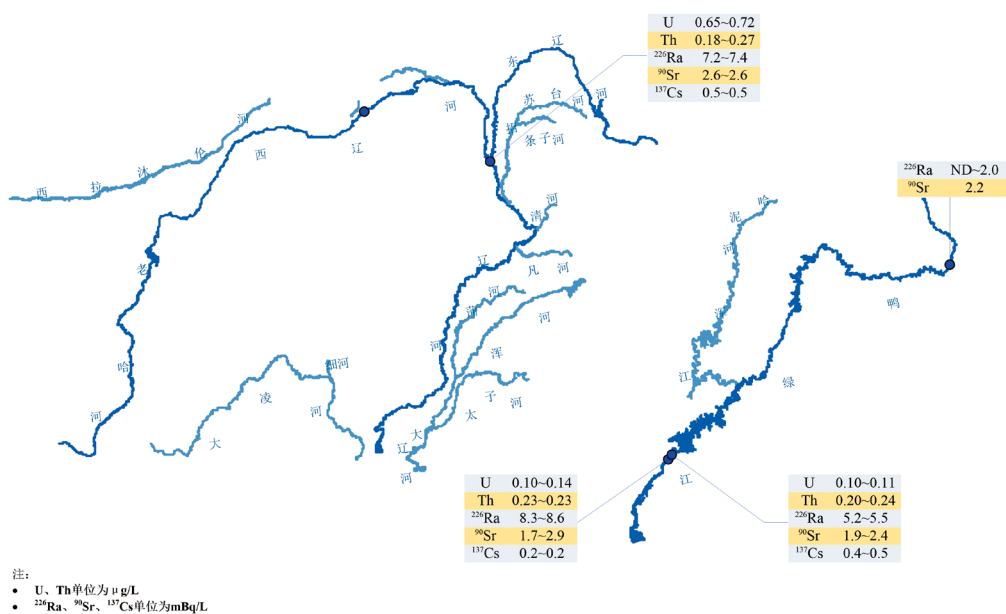 U 0.65~0.72
Th 0.18~0.27
²²⁶Ra 7.2~7.4
⁹⁰Sr 2.6~2.6
¹³⁷Cs 0.5~0.5
²²⁶Ra ND~2.0
⁹⁰Sr 2.2
西拉沐伦河
西辽河
东辽河
招苏台河
条子河
老哈河
清河
辽河
凡河
蒲河
浑河
太子河
大辽河
大凌河
细河
哈泥河
浑江
鸭绿江
U 0.10~0.14
Th 0.23~0.23
²²⁶Ra 8.3~8.6
⁹⁰Sr 1.7~2.9
¹³⁷Cs 0.2~0.2
U 0.10~0.11
Th 0.20~0.24
²²⁶Ra 5.2~5.5
⁹⁰Sr 1.9~2.4
¹³⁷Cs 0.4~0.5
注:
• U、Th单位为μg/L
• ²²⁶Ra、⁹⁰Sr、¹³⁷Cs单位为mBq/L